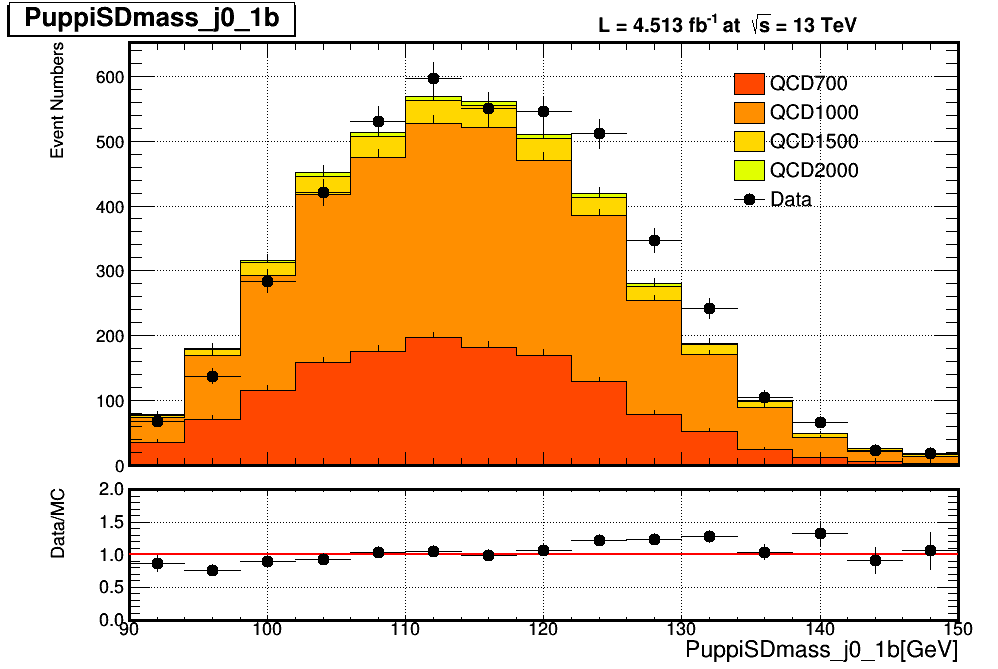 PuppiSDmass_j0_1b
L = 4.513 fb⁻¹ at √s = 13 TeV
Event Numbers
600
500
400
300
200
100
0
QCD700
QCD1000
QCD1500
QCD2000
Data
Data/MC
2.0
1.5
1.0
0.5
0.0
90 100 110 120 130 140 150
PuppiSDmass_j0_1b[GeV]